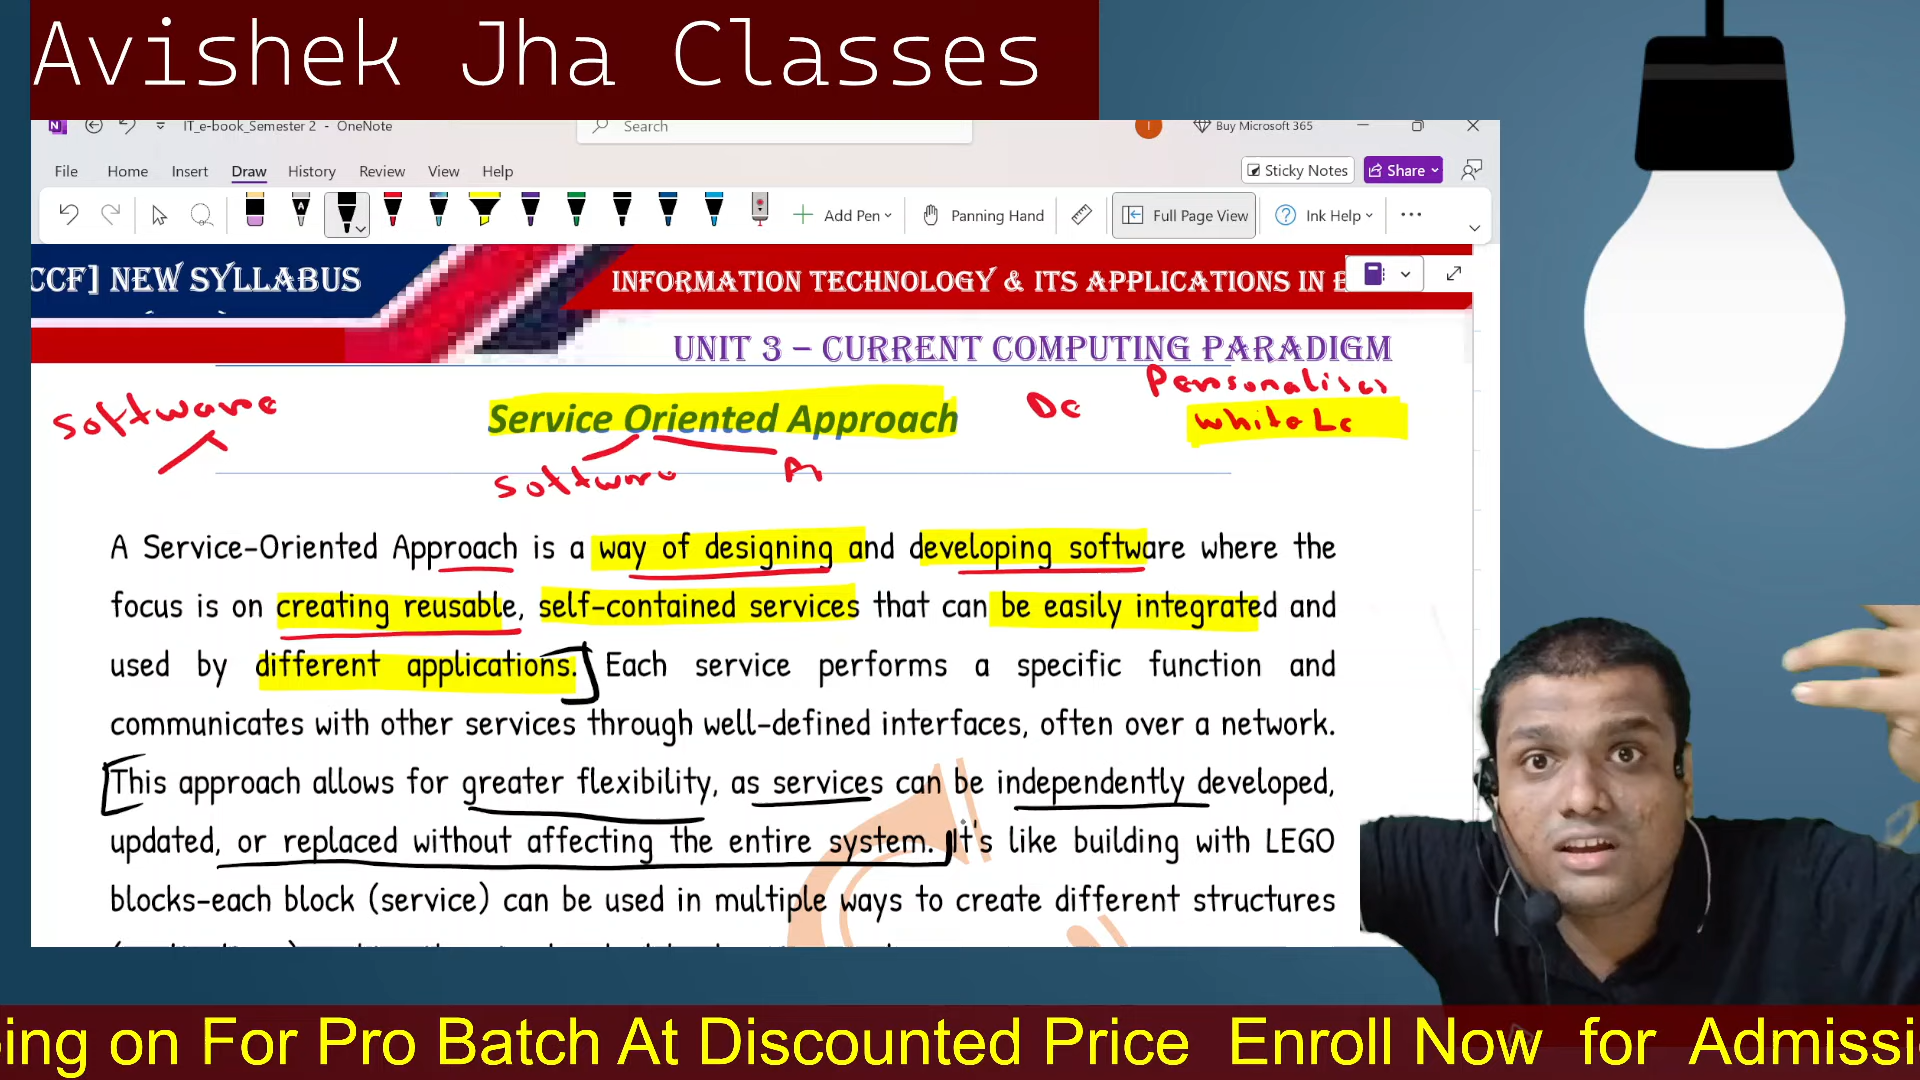 Avishek Jha Classes
IT_e-book_Semester 2 - OneNote
Search
Buy Microsoft 365
File Home Insert Draw History Review View Help
Sticky Notes
Share
Add Pen
Panning Hand
Full Page View
Ink Help
CCF] NEW SYLLABUS
INFORMATION TECHNOLOGY & ITS APPLICATIONS IN B
UNIT 3 – CURRENT COMPUTING PARADIGM
Software
Service Oriented Approach
De
White La
Software
A
A Service-Oriented Approach is a way of designing and developing software where the
focus is on creating reusable, self-contained services that can be easily integrated and
used by different applications. Each service performs a specific function and
communicates with other services through well-defined interfaces, often over a network.
This approach allows for greater flexibility, as services can be independently developed,
updated, or replaced without affecting the entire system. It's like building with LEGO
blocks-each block (service) can be used in multiple ways to create different structures
ing on For Pro Batch At Discounted Price Enroll Now for Admissi